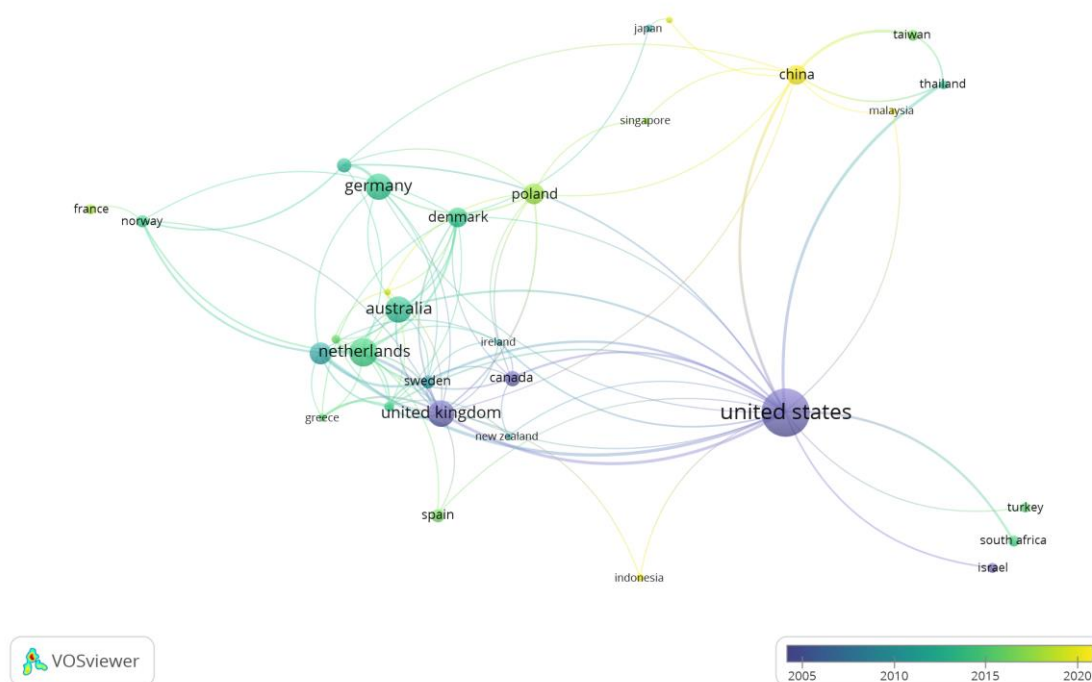 japan
taiwan
china
thailand
malaysia
singapore
germany
poland
france
norway
denmark
australia
ireland
netherlands
canada
sweden
united kingdom
united states
greece
new zealand
spain
turkey
south africa
israel
indonesia
VOSviewer
2005 2010 2015 2020